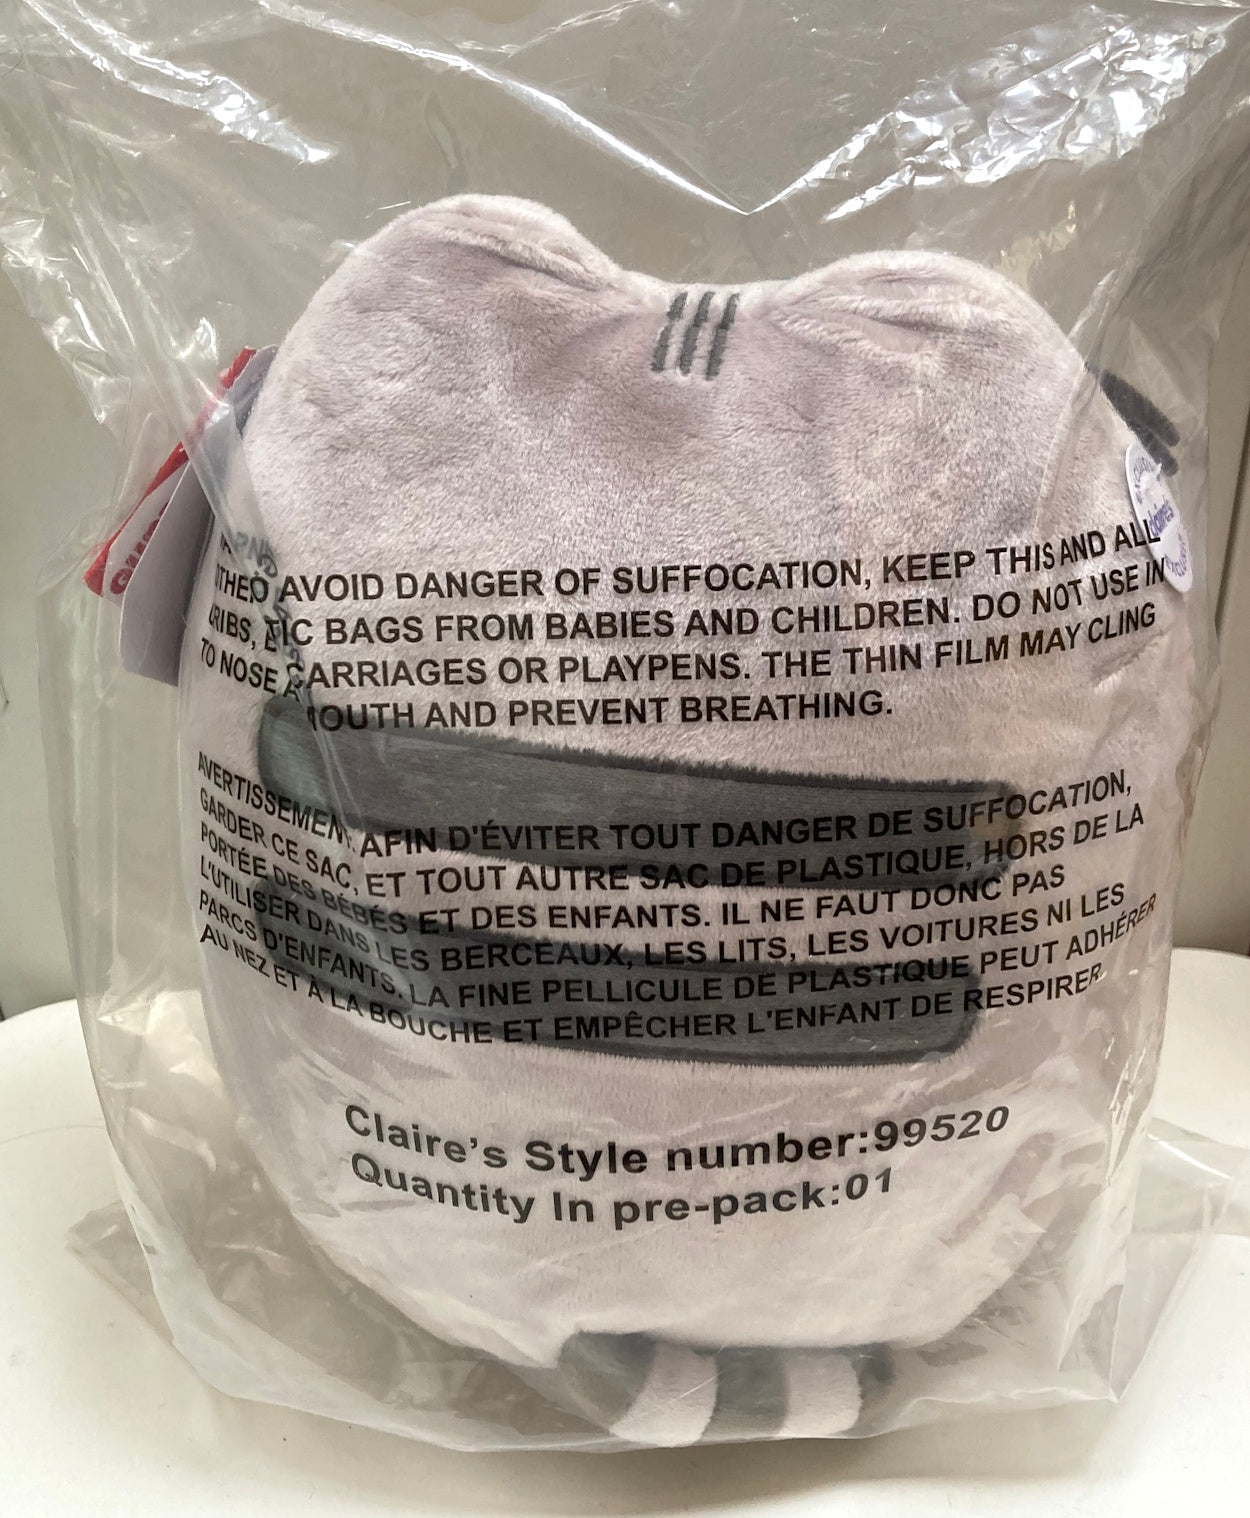 AVOID DANGER OF SUFFOCATION, KEEP THIS AND ALL
RIBS, TIC BAGS FROM BABIES AND CHILDREN. DO NOT USE IN
TO NOSE A CARRIAGES OR PLAYPENS. THE THIN FILM MAY CLING
OUTH AND PREVENT BREATHING.
AVERTISSEMENT. AFIN D'ÉVITER TOUT DANGER DE SUFFOCATION,
GARDER CE SAC, ET TOUT AUTRE SAC DE PLASTIQUE, HORS DE LA
PORTÉE DES BÉBÉS ET DES ENFANTS. IL NE FAUT DONC PAS
L'UTILISER DANS LES BERCEAUX, LES LITS, LES VOITURES NI LES
PARCS D'ENFANTS. LA FINE PELLICULE DE PLASTIQUE PEUT ADHÉRER
AU NEZ ET À LA BOUCHE ET EMPÊCHER L'ENFANT DE RESPIRER.
Claire's Style number:99520
Quantity In pre-pack:01
claire's